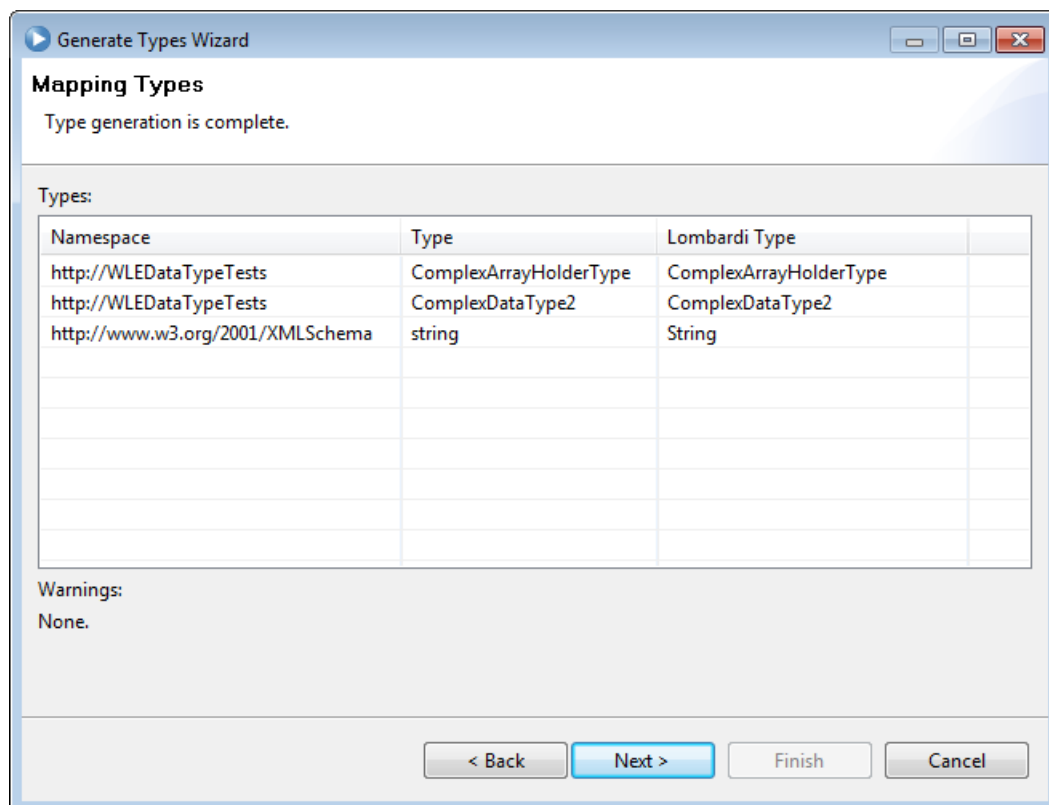 Generate Types Wizard
Mapping Types
Type generation is complete.
Types:
Namespace Type Lombardi Type
http://WLEDataTypeTests ComplexArrayHolderType ComplexArrayHolderType
http://WLEDataTypeTests ComplexDataType2 ComplexDataType2
http://www.w3.org/2001/XMLSchema string String
Warnings:
None.
< Back Next > Finish Cancel